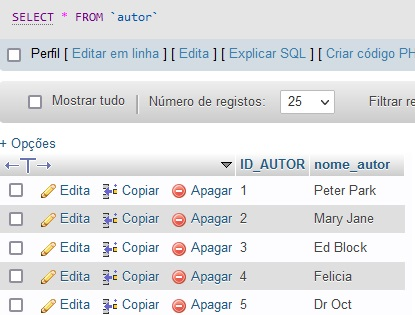 SELECT * FROM `autor`
Perfil [ Editar em linha ] [ Edita ] [ Explicar SQL ] [ Criar código PH
Mostrar tudo Número de registos: 25 Filtrar re
+ Opções
←T→ ID_AUTOR nome_autor
Edita Copiar Apagar 1 Peter Park
Edita Copiar Apagar 2 Mary Jane
Edita Copiar Apagar 3 Ed Block
Edita Copiar Apagar 4 Felicia
Edita Copiar Apagar 5 Dr Oct